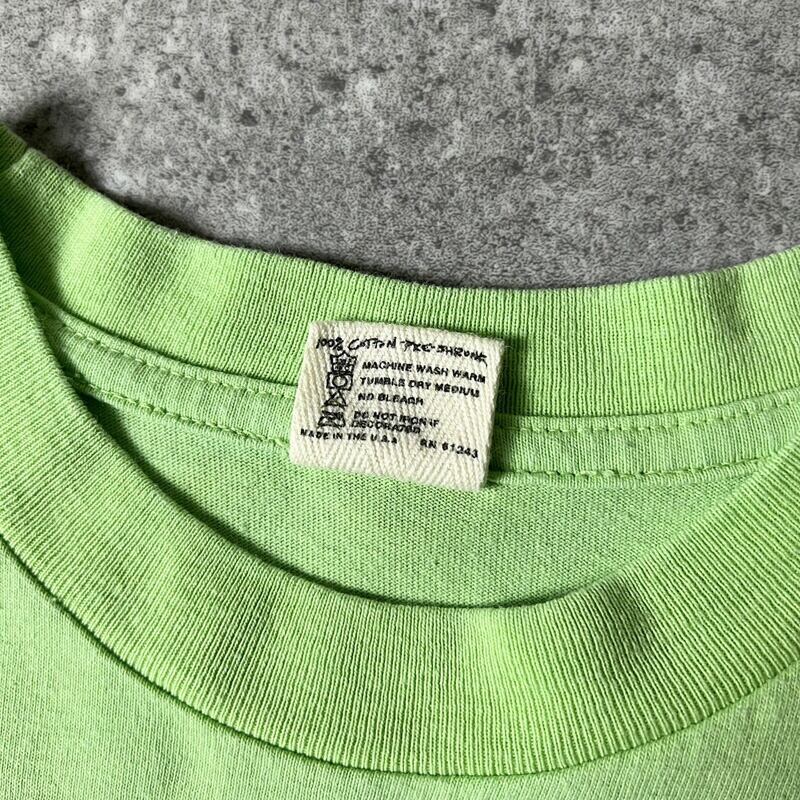 100% COTTON PRE-SHRUNK
MACHINE WASH WARM
TUMBLE DRY MEDIUM
NO BLEACH
DO NOT IRON IF
DECORATED
MADE IN THE U.S.A RN 61243